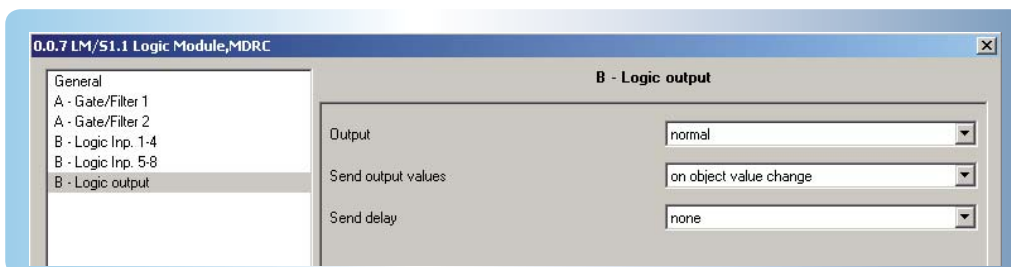 0.0.7 LM/S1.1 Logic Module,MDRC
General
A - Gate/Filter 1
A - Gate/Filter 2
B - Logic Inp. 1-4
B - Logic Inp. 5-8
B - Logic output
B - Logic output
Output normal
Send output values on object value change
Send delay none